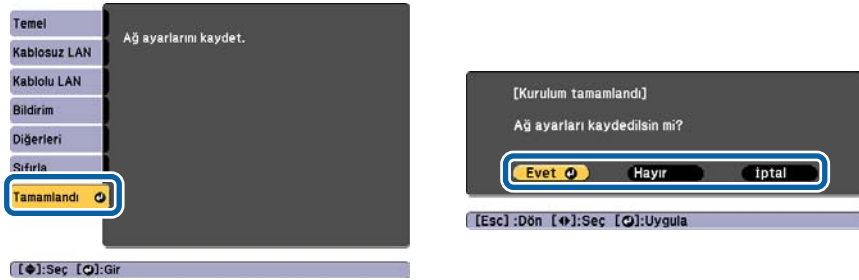 Temel
Kablosuz LAN
Kablolu LAN
Bildirim
Diğerleri
Sıfırla
Tamamlandı
Ağ ayarlarını kaydet.
[◆]:Seç [⏎]:Gir
[Kurulum tamamlandı]
Ağ ayarları kaydedilsin mi?
Evet Hayır İptal
[Esc] :Dön [◆]:Seç [⏎]:Uygula